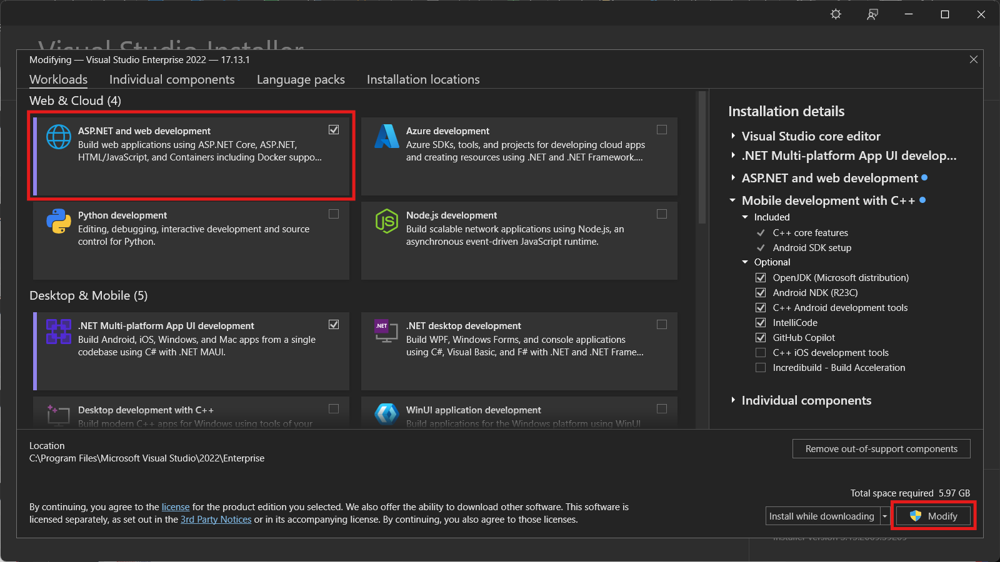 Visual Studio Installer
Modifying — Visual Studio Enterprise 2022 — 17.13.1
Workloads
Individual components
Language packs
Installation locations
Web & Cloud (4)
ASP.NET and web development
Build web applications using ASP.NET Core, ASP.NET,
HTML/JavaScript, and Containers including Docker suppo...
Azure development
Azure SDKs, tools, and projects for developing cloud apps
and creating resources using .NET and .NET Framework....
Python development
Editing, debugging, interactive development and source
control for Python.
JS
Node.js development
Build scalable network applications using Node.js, an
asynchronous event-driven JavaScript runtime.
Desktop & Mobile (5)
.NET Multi-platform App UI development
Build Android, iOS, Windows, and Mac apps from a single
codebase using C# with .NET MAUI.
.NET
.NET desktop development
Build WPF, Windows Forms, and console applications
using C#, Visual Basic, and F# with .NET and .NET Frame...
Desktop development with C++
Build modern C++ apps for Windows using tools of your
WinUI application development
Build applications for the Windows platform using WinUI
Installation details
Visual Studio core editor
.NET Multi-platform App UI develop...
ASP.NET and web development
Mobile development with C++
Included
C++ core features
Android SDK setup
Optional
OpenJDK (Microsoft distribution)
Android NDK (R23C)
C++ Android development tools
IntelliCode
GitHub Copilot
C++ iOS development tools
Incredibuild - Build Acceleration
Individual components
Location
C:\Program Files\Microsoft Visual Studio\2022\Enterprise
Remove out-of-support components
Total space required 5.97 GB
By continuing, you agree to the license for the product edition you selected. We also offer the ability to download other software. This software is
licensed separately, as set out in the 3rd Party Notices or in its accompanying license. By continuing, you also agree to those licenses.
Install while downloading
Modify
Installer version